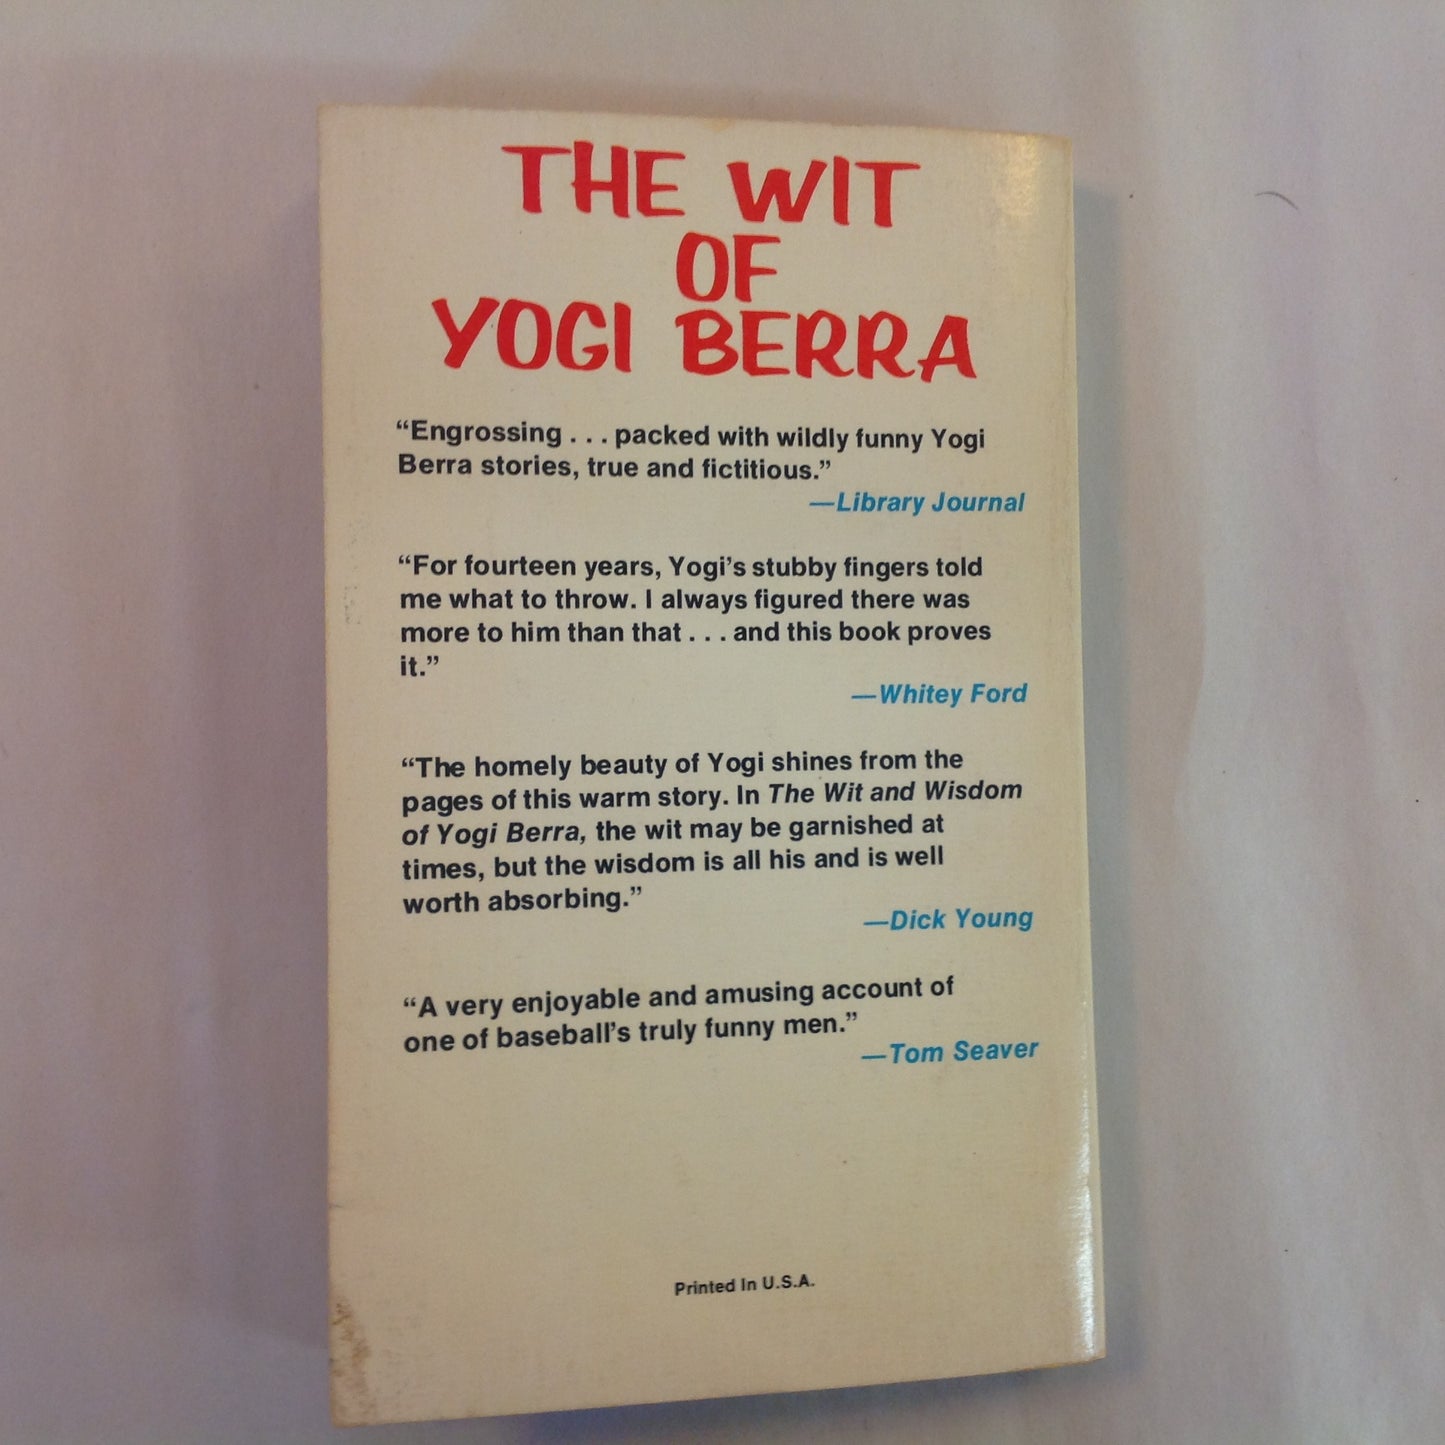 THE WIT
OF
YOGI BERRA
“Engrossing . . . packed with wildly funny Yogi
Berra stories, true and fictitious.”
—Library Journal
“For fourteen years, Yogi’s stubby fingers told
me what to throw. I always figured there was
more to him than that . . . and this book proves
it.”
—Whitey Ford
“The homely beauty of Yogi shines from the
pages of this warm story. In The Wit and Wisdom
of Yogi Berra, the wit may be garnished at
times, but the wisdom is all his and is well
worth absorbing.”
—Dick Young
“A very enjoyable and amusing account of
one of baseball’s truly funny men.”
—Tom Seaver
Printed In U.S.A.